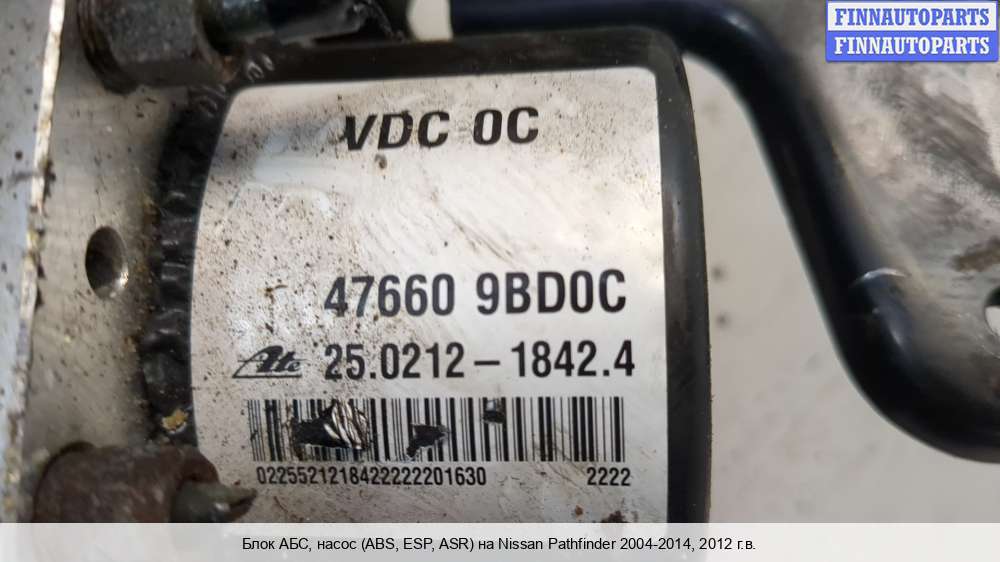 FINNAUTOPARTS
FINNAUTOPARTS
VDC 0C
47660 9BD0C
Ate 25.0212-1842.4
02255212184222222201630 2222
Блок АБС, насос (ABS, ESP, ASR) на Nissan Pathfinder 2004-2014, 2012 г.в.